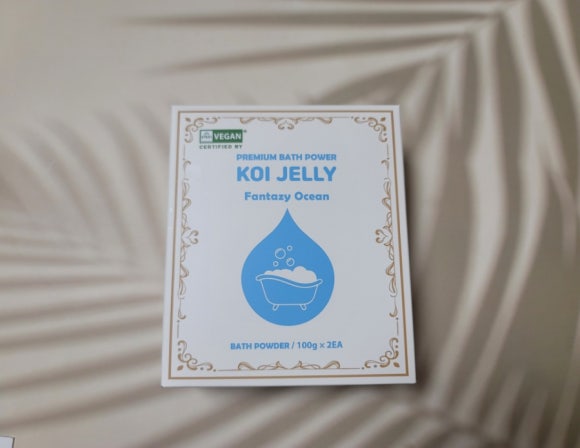 VEGAN
CERTIFIED BY
PREMIUM BATH POWER
KOI JELLY
Fantazy Ocean
BATH POWDER / 100g × 2EA